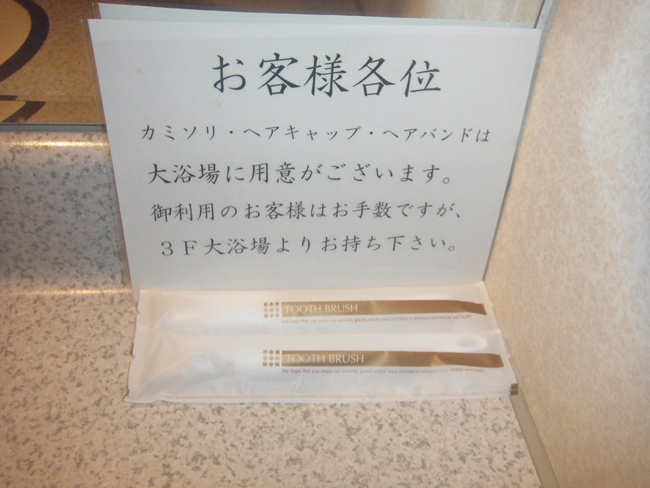 お客様各位
カミソリ・ヘアキャップ・ヘアバンドは
大浴場に用意がございます。
御利用のお客様はお手数ですが、
3F大浴場よりお持ち下さい。
TOOTH BRUSH
TOOTH BRUSH